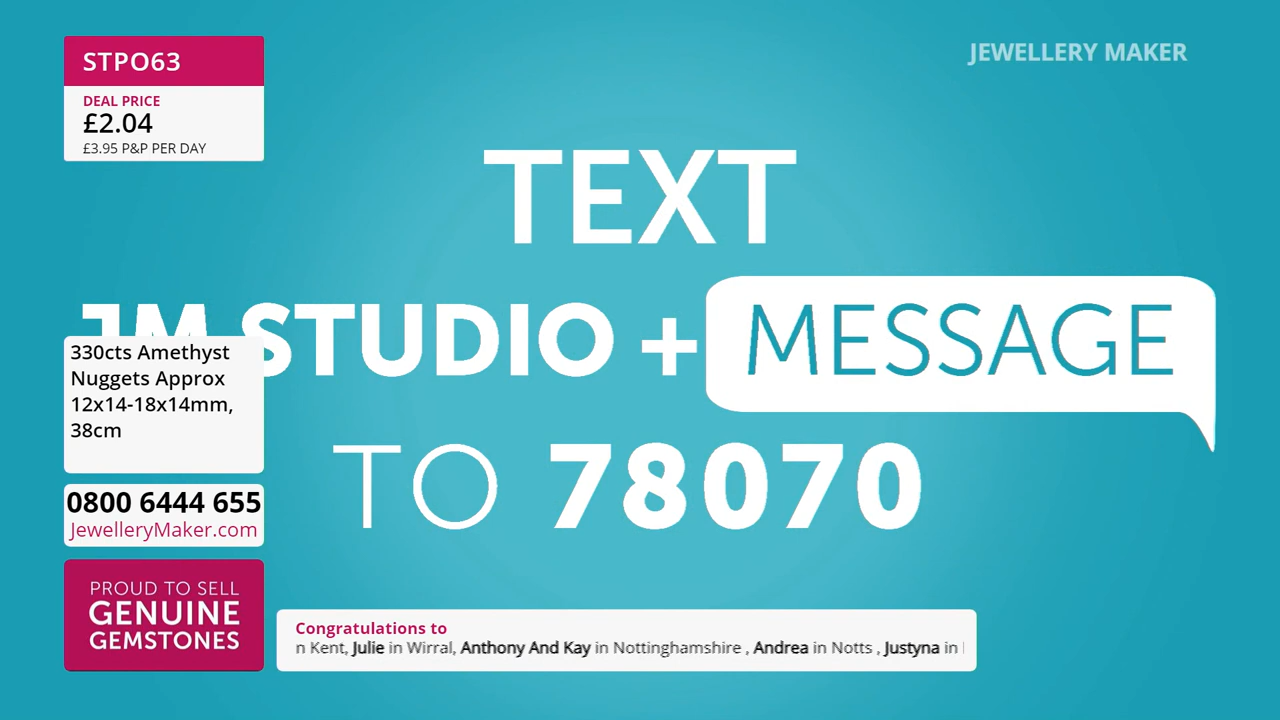 STPO63
DEAL PRICE
£2.04
£3.95 P&P PER DAY
JEWELLERY MAKER
TEXT
JM STUDIO + MESSAGE
TO 78070
330cts Amethyst
Nuggets Approx
12x14-18x14mm,
38cm
0800 6444 655
JewelleryMaker.com
PROUD TO SELL
GENUINE
GEMSTONES
Congratulations to
n Kent, Julie in Wirral, Anthony And Kay in Nottinghamshire , Andrea in Notts , Justyna in